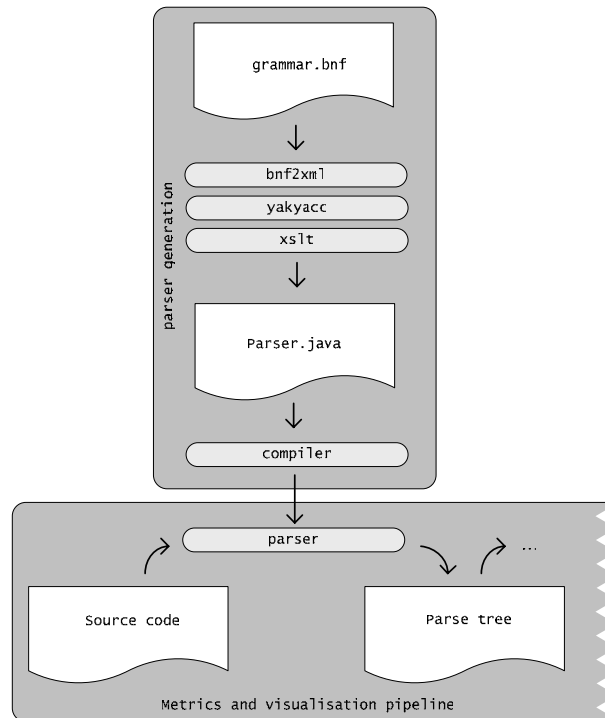 grammar.bnf
bnf2xml
yakyacc
xslt
parser generation
Parser.java
compiler
parser
...
Source code
Parse tree
Metrics and visualisation pipeline